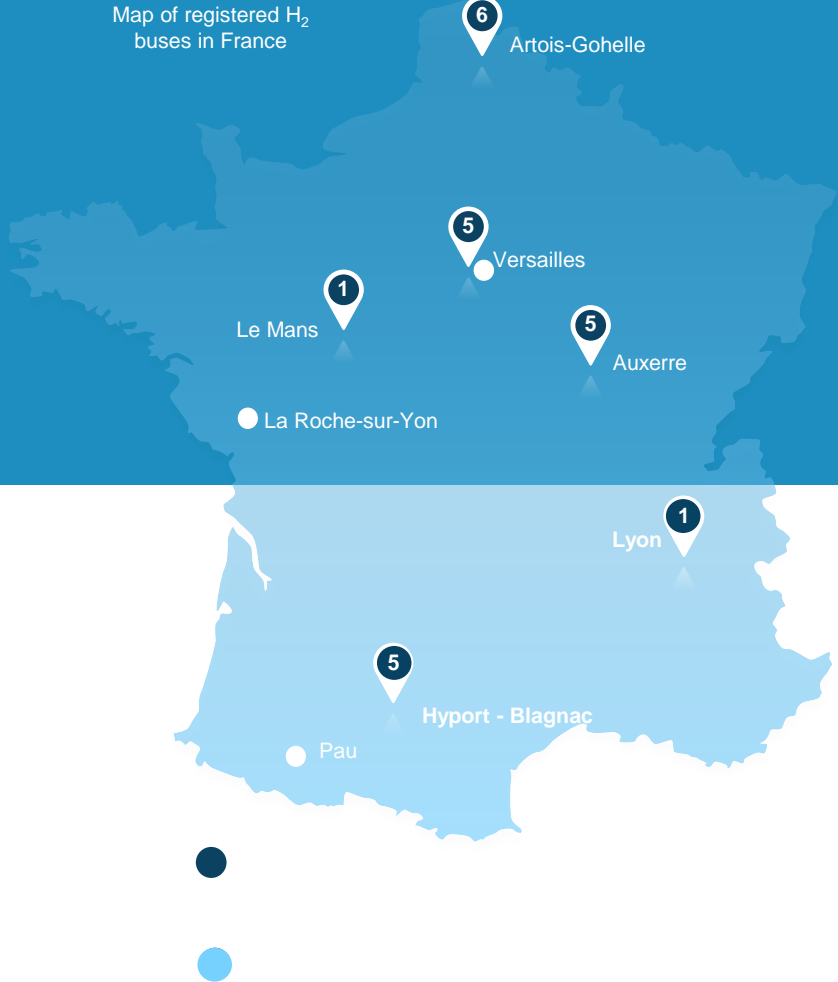 Map of registered H₂
buses in France
6
Artois-Gohelle
5
Versailles
1
Le Mans
5
Auxerre
La Roche-sur-Yon
1
Lyon
5
Hyport - Blagnac
Pau